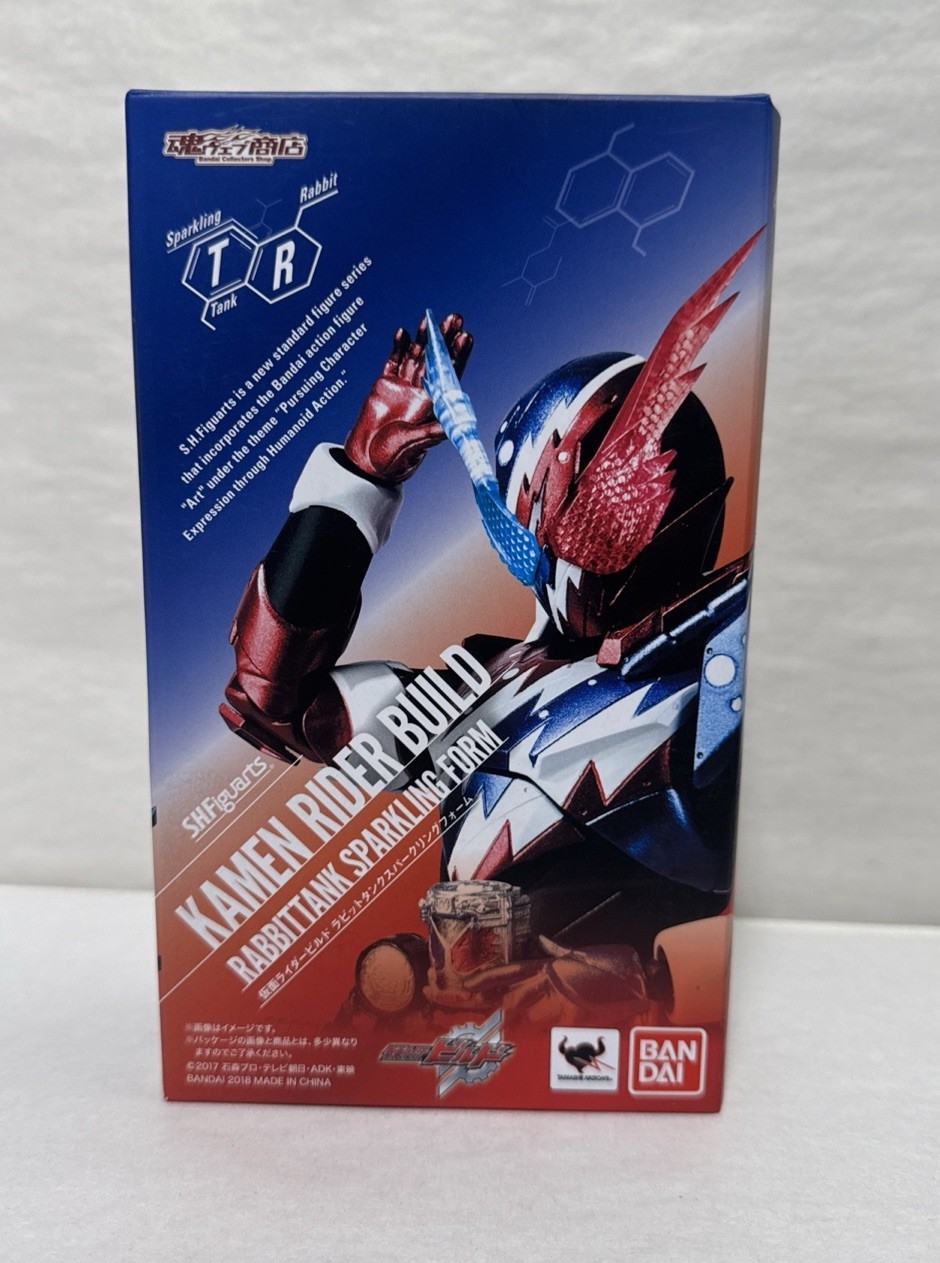 魂ウェブ商店
Bandai Collectors Shop
Sparkling
Rabbit
T R
Tank
S.H.Figuarts is a new standard figure series
that incorporates the Bandai action figure
"Art" under the theme "Pursuing Character
Expression through Humanoid Action."
S.H.Figuarts
KAMEN RIDER BUILD
RABBITTANK SPARKLING FORM
仮面ライダービルド ラビットタンクスパークリングフォーム
※画像はイメージです。
※パッケージの画像と商品とは、多少異なり
ますのでご了承ください。
©2017 石森プロ・テレビ朝日・ADK・東映
BANDAI 2018 MADE IN CHINA
仮面ライダービルド
TAMASHII NATIONS
BAN
DAI